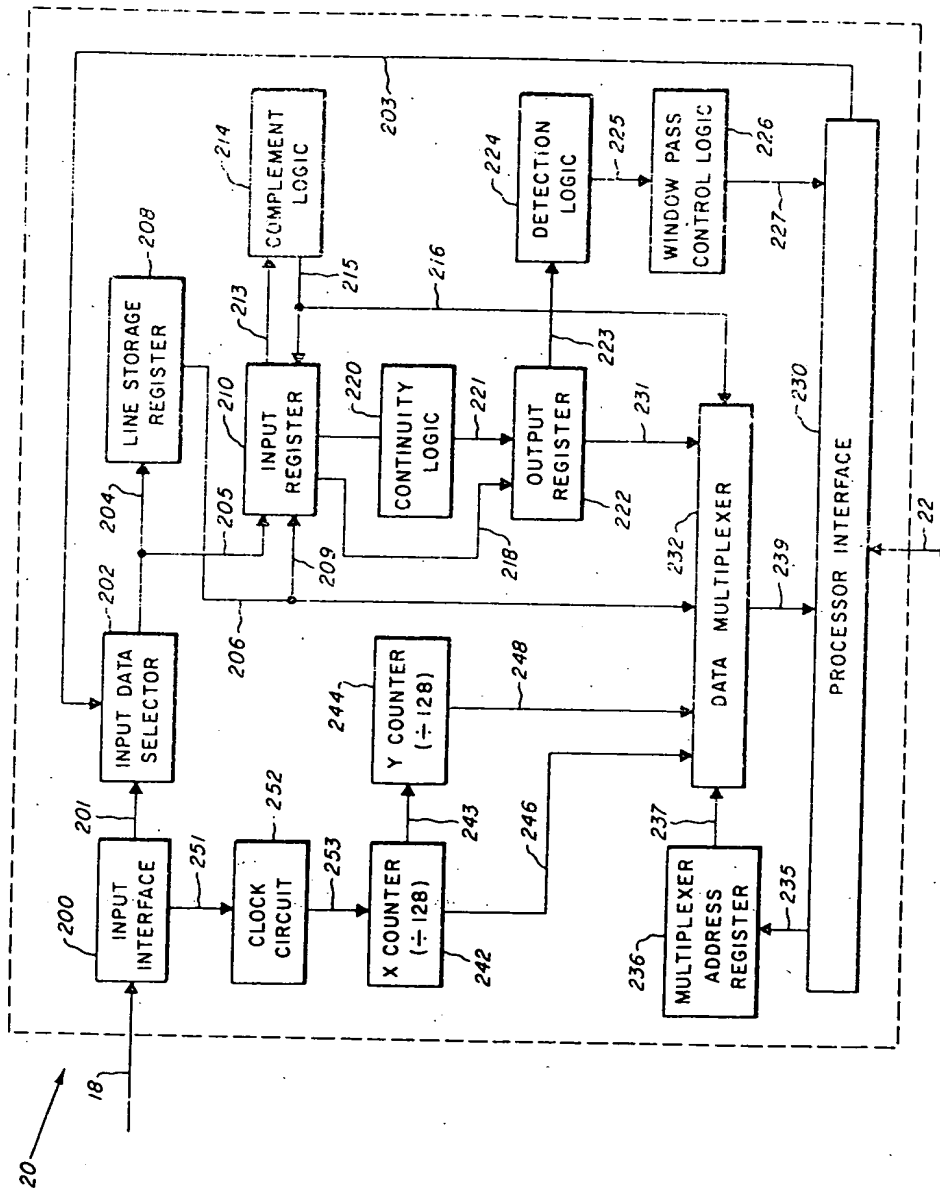 20
18
200
INPUT
INTERFACE
201
202
INPUT DATA
SELECTOR
203
204
205
206
208
LINE STORAGE
REGISTER
209
210
INPUT
REGISTER
213
214
COMPLEMENT
LOGIC
215
216
218
220
CONTINUITY
LOGIC
221
222
OUTPUT
REGISTER
223
224
DETECTION
LOGIC
225
226
WINDOW PASS
CONTROL LOGIC
227
251
252
CLOCK
CIRCUIT
253
242
X COUNTER
(÷128)
243
244
Y COUNTER
(÷128)
246
248
231
232
DATA MULTIPLEXER
236
MULTIPLEXER
ADDRESS
REGISTER
237
235
239
230
PROCESSOR INTERFACE
22